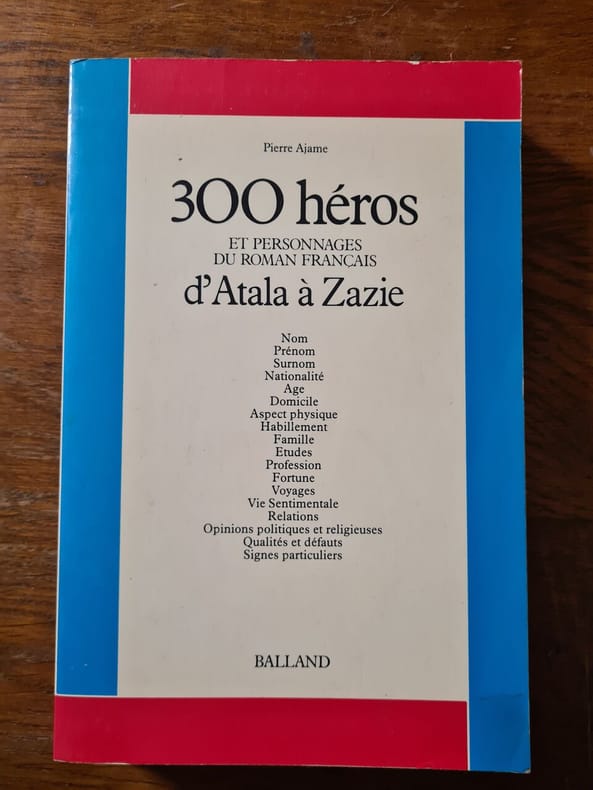 Pierre Ajame
300 héros
ET PERSONNAGES
DU ROMAN FRANÇAIS
d'Atala à Zazie
Nom
Prénom
Surnom
Nationalité
Age
Domicile
Aspect physique
Habillement
Famille
Etudes
Profession
Fortune
Voyages
Vie Sentimentale
Relations
Opinions politiques et religieuses
Qualités et défauts
Signes particuliers
BALLAND